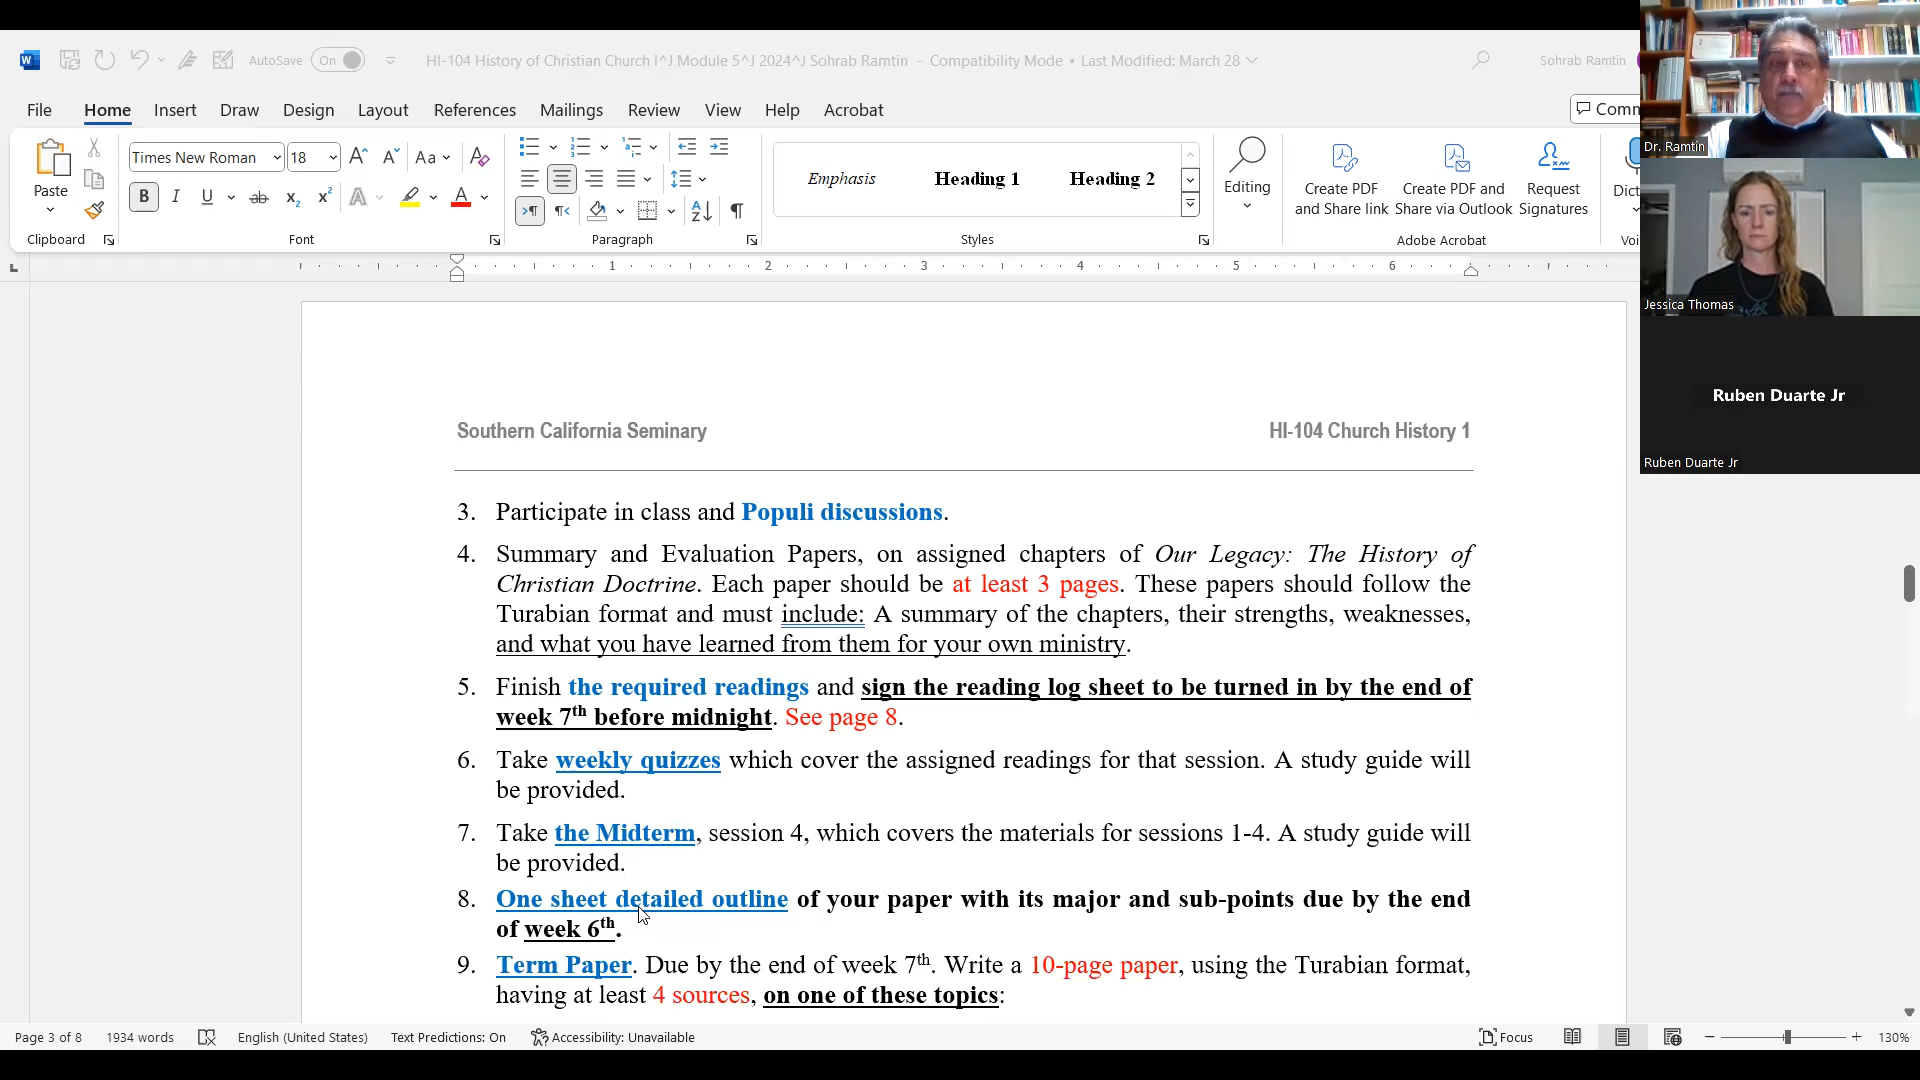 AutoSave
On
HI-104 History of Christian Church I^J Module 5^J 2024^J Sohrab Ramtin - Compatibility Mode • Last Modified: March 28
Sohrab Ramtin
File Home Insert Draw Design Layout References Mailings Review View Help Acrobat
Comm
Paste
Times New Roman
18
Emphasis
Heading 1
Heading 2
Editing
Create PDF
and Share link
Create PDF and
Share via Outlook
Request
Signatures
Dict
Clipboard
Font
Paragraph
Styles
Adobe Acrobat
Voi
1 2 3 4 5 6
Dr. Ramtin
Jessica Thomas
Ruben Duarte Jr
Ruben Duarte Jr
Southern California Seminary
HI-104 Church History 1
3. Participate in class and Populi discussions.
4. Summary and Evaluation Papers, on assigned chapters of Our Legacy: The History of
Christian Doctrine. Each paper should be at least 3 pages. These papers should follow the
Turabian format and must include: A summary of the chapters, their strengths, weaknesses,
and what you have learned from them for your own ministry.
5. Finish the required readings and sign the reading log sheet to be turned in by the end of
week 7th before midnight. See page 8.
6. Take weekly quizzes which cover the assigned readings for that session. A study guide will
be provided.
7. Take the Midterm, session 4, which covers the materials for sessions 1-4. A study guide will
be provided.
8. One sheet detailed outline of your paper with its major and sub-points due by the end
of week 6th.
9. Term Paper. Due by the end of week 7th. Write a 10-page paper, using the Turabian format,
having at least 4 sources, on one of these topics:
Page 3 of 8
1934 words
English (United States)
Text Predictions: On
Accessibility: Unavailable
Focus
130%